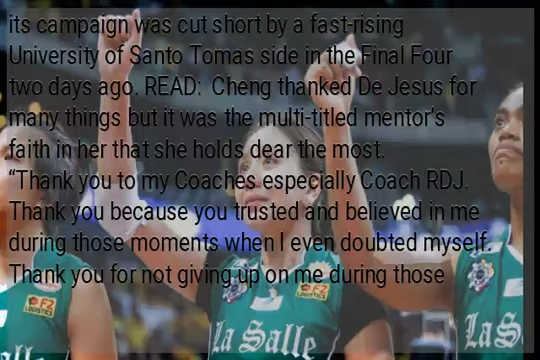 its campaign was cut short by a fast-rising
University of Santo Tomas side in the Final Four
two days ago. READ:  Cheng thanked De Jesus for
many things but it was the multi-titled mentor's
faith in her that she holds dear the most.
“Thank you to my Coaches especially Coach RDJ.
Thank you because you trusted and believed in me
during those moments when I even doubted myself.
Thank you for not giving up on me during those
F2
LOGISTICS
F2
LOGISTICS
La Salle
LaS